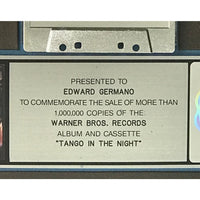 PRESENTED TO
EDWARD GERMANO
TO COMMEMORATE THE SALE OF MORE THAN
1,000,000 COPIES OF THE
WARNER BROS. RECORDS
ALBUM AND CASSETTE
"TANGO IN THE NIGHT"